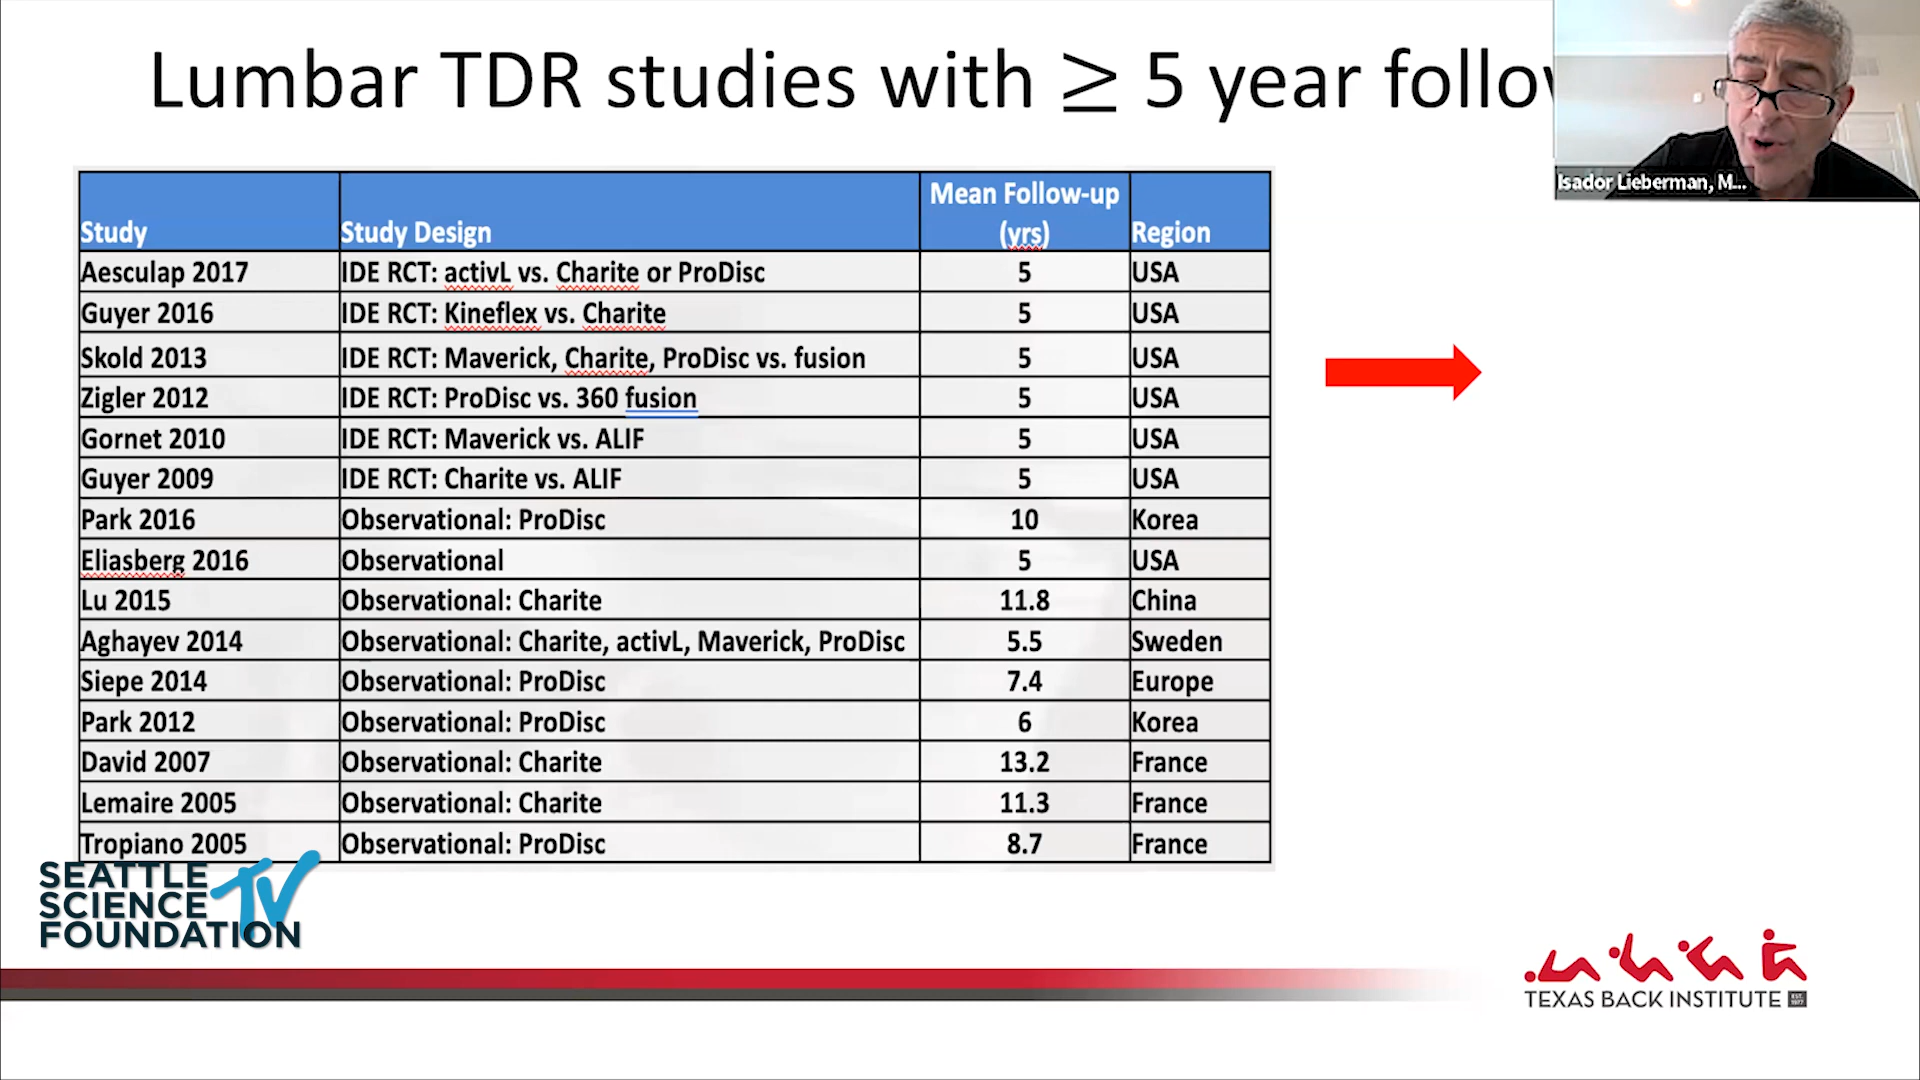 Lumbar TDR studies with ≥ 5 year follo
Isador Lieberman, M...
Study Study Design Mean Follow-up (yrs) Region
Aesculap 2017 IDE RCT: activL vs. Charite or ProDisc 5 USA
Guyer 2016 IDE RCT: Kineflex vs. Charite 5 USA
Skold 2013 IDE RCT: Maverick, Charite, ProDisc vs. fusion 5 USA
Zigler 2012 IDE RCT: ProDisc vs. 360 fusion 5 USA
Gornet 2010 IDE RCT: Maverick vs. ALIF 5 USA
Guyer 2009 IDE RCT: Charite vs. ALIF 5 USA
Park 2016 Observational: ProDisc 10 Korea
Eliasberg 2016 Observational 5 USA
Lu 2015 Observational: Charite 11.8 China
Aghayev 2014 Observational: Charite, activL, Maverick, ProDisc 5.5 Sweden
Siepe 2014 Observational: ProDisc 7.4 Europe
Park 2012 Observational: ProDisc 6 Korea
David 2007 Observational: Charite 13.2 France
Lemaire 2005 Observational: Charite 11.3 France
Tropiano 2005 Observational: ProDisc 8.7 France
SEATTLE
SCIENCE TV
FOUNDATION
TEXAS BACK INSTITUTE EST. 1977